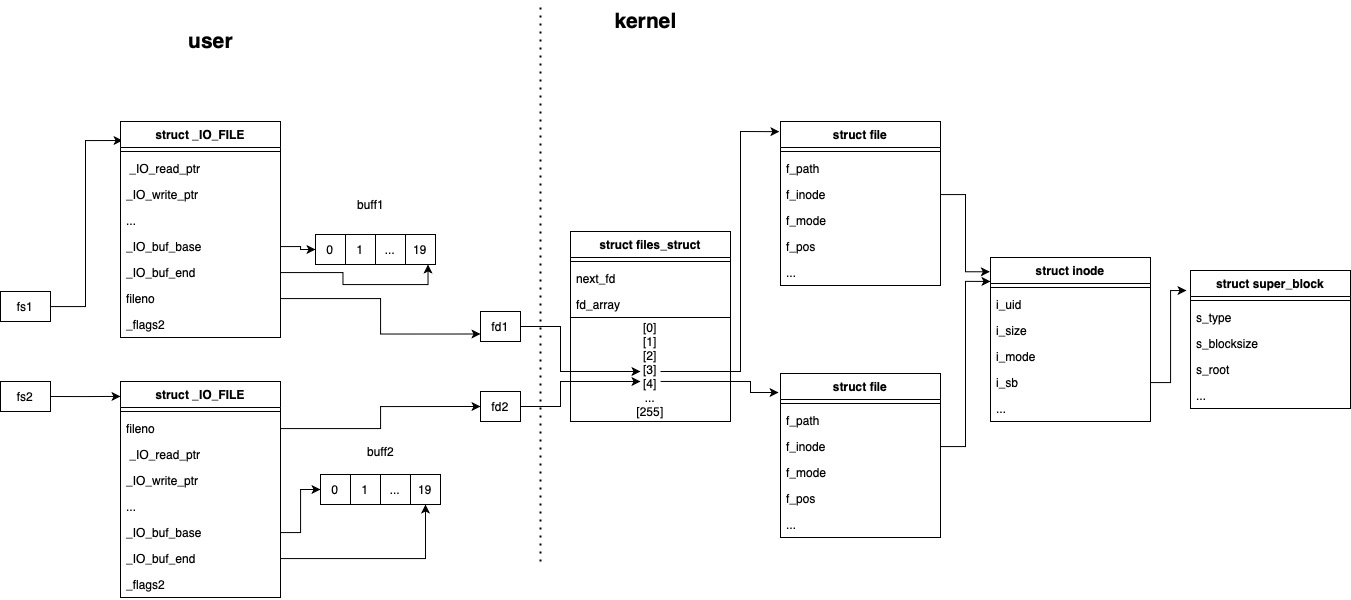 user
kernel
fs1
struct _IO_FILE
_IO_read_ptr
_IO_write_ptr
...
_IO_buf_base
_IO_buf_end
fileno
_flags2
buff1
0 1 ... 19
fd1
fs2
struct _IO_FILE
fileno
_IO_read_ptr
_IO_write_ptr
...
_IO_buf_base
_IO_buf_end
_flags2
fd2
buff2
0 1 ... 19
struct files_struct
next_fd
fd_array
[0]
[1]
[2]
[3]
[4]
...
[255]
struct file
f_path
f_inode
f_mode
f_pos
...
struct file
f_path
f_inode
f_mode
f_pos
...
struct inode
i_uid
i_size
i_mode
i_sb
...
struct super_block
s_type
s_blocksize
s_root
...